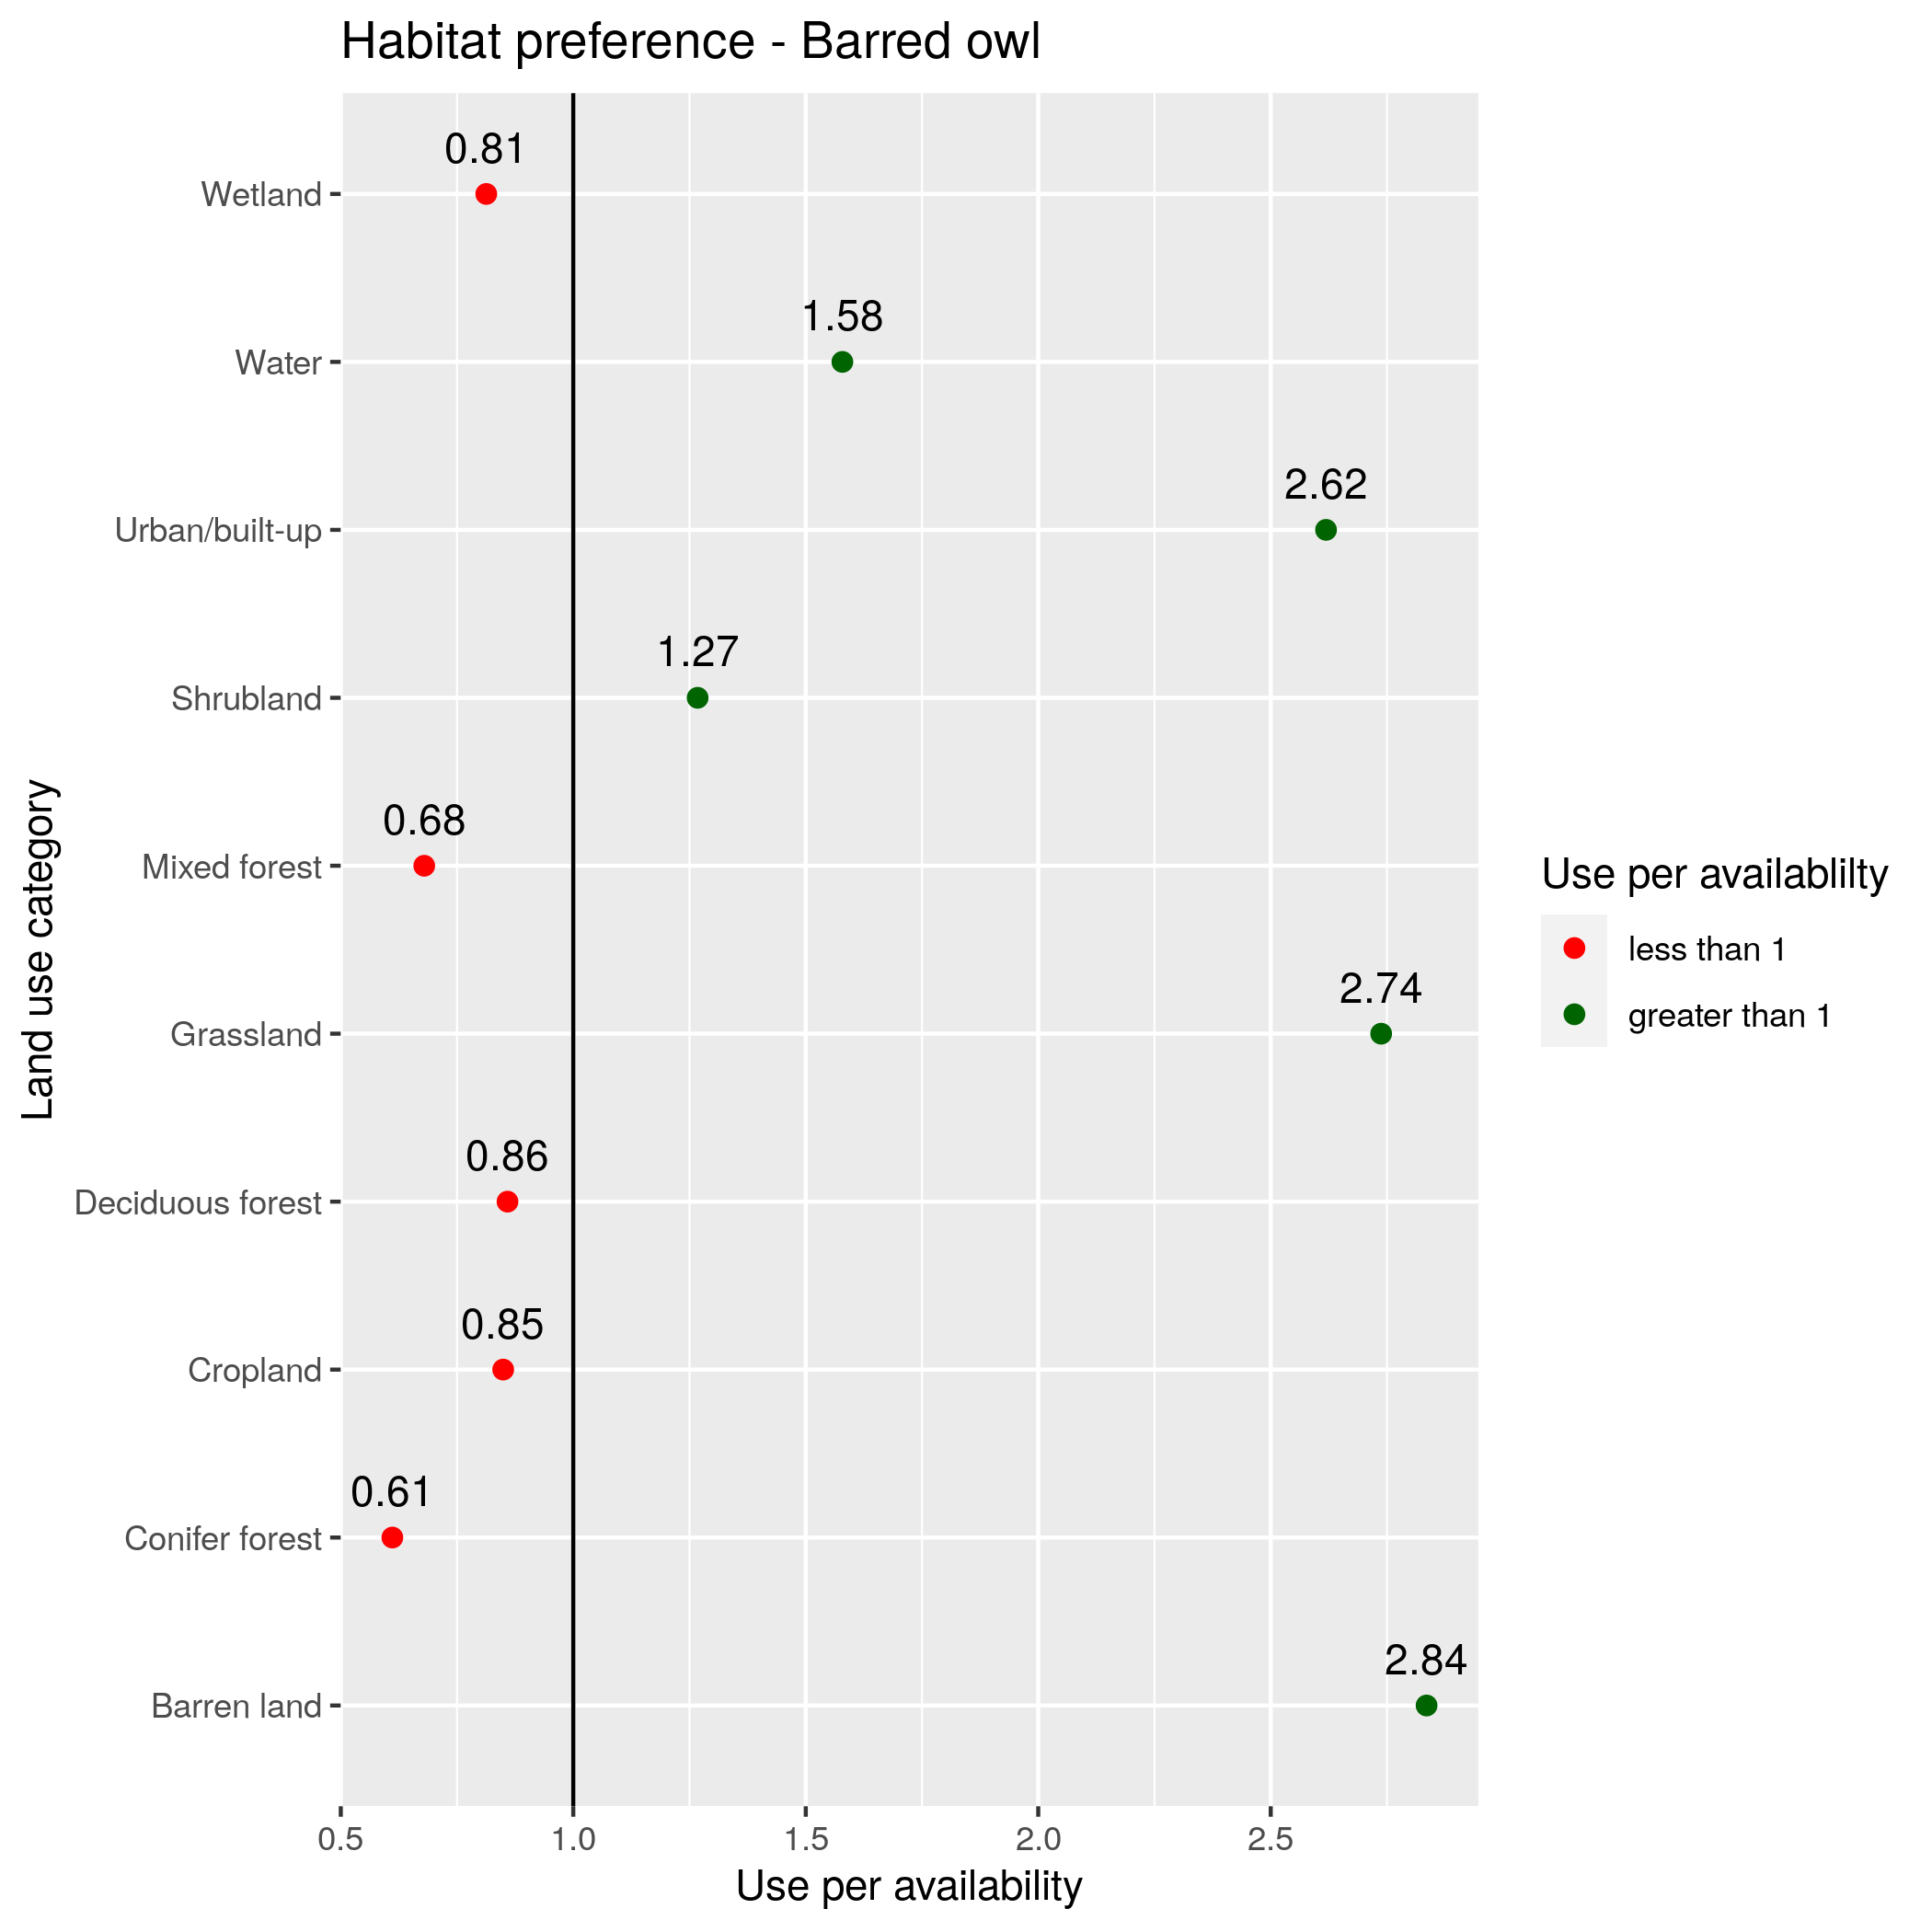 Habitat preference - Barred owl
0.81
Wetland
1.58
Water
2.62
Urban/built-up
1.27
Shrubland
0.68
Mixed forest
2.74
Grassland
0.86
Deciduous forest
0.85
Cropland
0.61
Conifer forest
2.84
Barren land
0.5 1.0 1.5 2.0 2.5
Use per availability
Land use category
Use per availablilty
less than 1
greater than 1